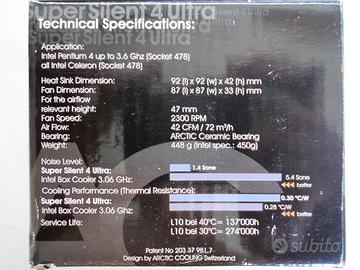 Super Silent 4 Ultra
Technical Specifications:
Super Silent 4 Ultra
Application:
Intel Pentium 4 up to 3.6 Ghz (Socket 478)
all Intel Celeron (Socket 478)
Heat Sink Dimension: 92 (l) x 92 (w) x 42 (h) mm
Fan Dimension: 87 (l) x 87 (w) x 33 (h) mm
For the airflow
relevant height: 47 mm
Fan Speed: 2300 RPM
Air Flow: 42 CFM / 72 m³/h
Bearing: ARCTIC Ceramic Bearing
Weight: 448 g (intel spec.: 450g)
Noise Level:
Super Silent 4 Ultra: 1.4 Sone
Intel Box Cooler 3.06 Ghz: 5.4 Sone
better
Cooling Performance (Thermal Resistance):
Super Silent 4 Ultra: 0.30 °C/W
Intel Box Cooler 3.06 Ghz: 0.28 °C/W
better
Service Life: L10 bei 40°C = 137'000h
L10 bei 30°C = 274'000h
Patent No 203 37 981.7
Design by ARCTIC COOLING Switzerland
subito